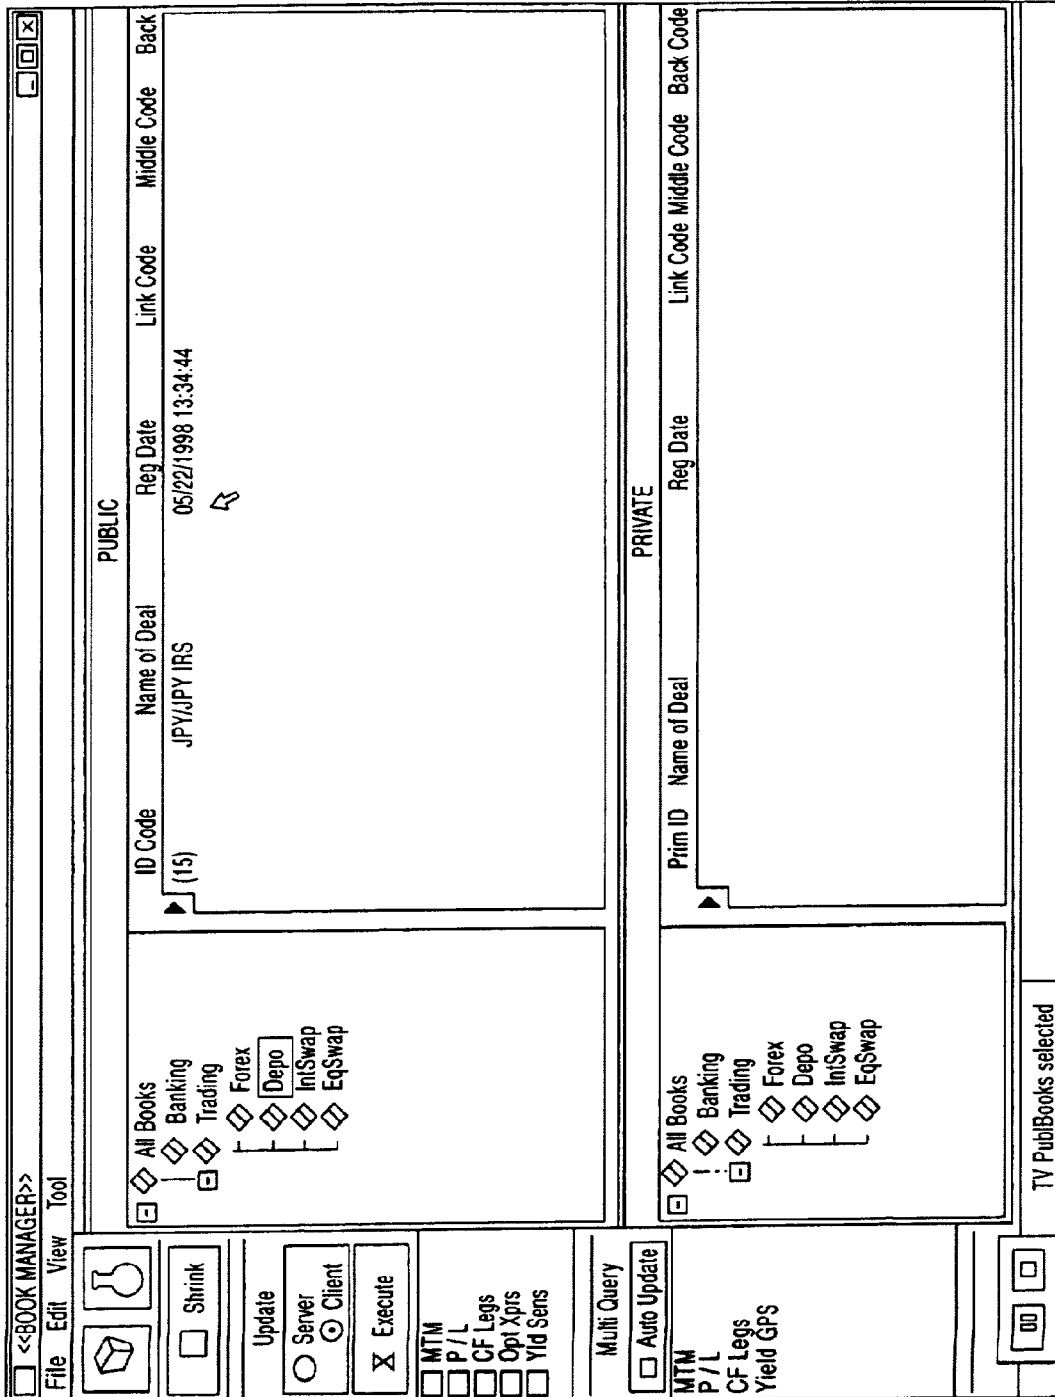 <<BOOK MANAGER>>
File Edit View Tool
Shrink
Update
Server
Client
X Execute
MTM
P / L
CF Legs
Opt Xprs
Yld Sens
Multi Query
Auto Update
MTM
P / L
CF Legs
Yield GPS
PUBLIC
All Books
Banking
Trading
Forex
Depo
IntSwap
EqSwap
ID Code Name of Deal Reg Date Link Code Middle Code Back
(15) JPY/JPY IRS 05/22/1998 13:34:44
PRIVATE
All Books
Banking
Trading
Forex
Depo
IntSwap
EqSwap
Prim ID Name of Deal Reg Date Link Code Middle Code Back Code
TV PublBooks selected